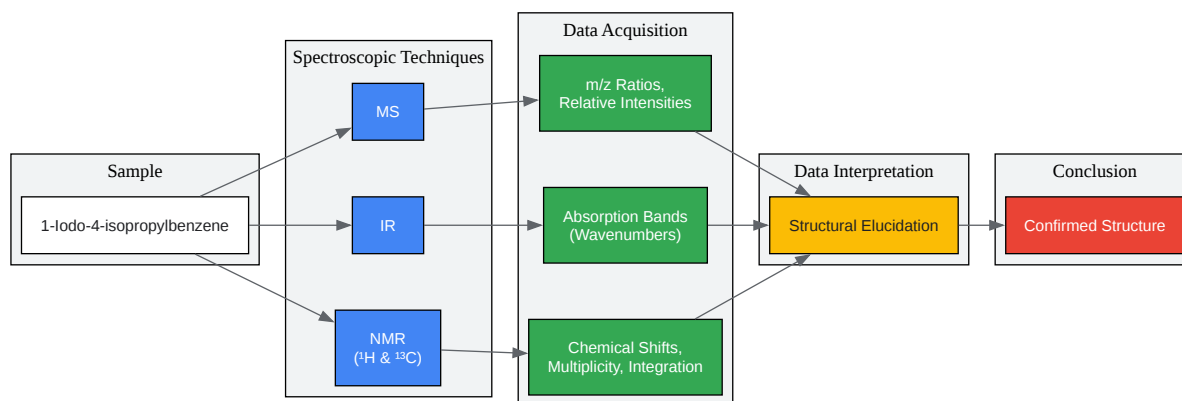 Sample
1-Iodo-4-isopropylbenzene
Spectroscopic Techniques
MS
IR
NMR
(¹H & ¹³C)
Data Acquisition
m/z Ratios,
Relative Intensities
Absorption Bands
(Wavenumbers)
Chemical Shifts,
Multiplicity, Integration
Data Interpretation
Structural Elucidation
Conclusion
Confirmed Structure